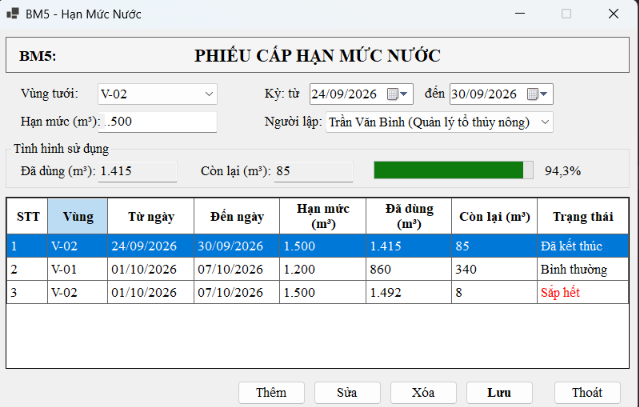 BM5 - Hạn Mức Nước
BM5: PHIẾU CẤP HẠN MỨC NƯỚC
Vùng tưới: V-02 Kỳ: từ 24/09/2026 đến 30/09/2026
Hạn mức (m³): .500 Người lập: Trần Văn Bình (Quản lý tổ thủy nông)
Tình hình sử dụng
Đã dùng (m³): 1.415 Còn lại (m³): 85 94,3%
STT Vùng Từ ngày Đến ngày Hạn mức (m³) Đã dùng (m³) Còn lại (m³) Trạng thái
1 V-02 24/09/2026 30/09/2026 1.500 1.415 85 Đã kết thúc
2 V-01 01/10/2026 07/10/2026 1.200 860 340 Bình thường
3 V-02 01/10/2026 07/10/2026 1.500 1.492 8 Sắp hết
Thêm Sửa Xóa Lưu Thoát